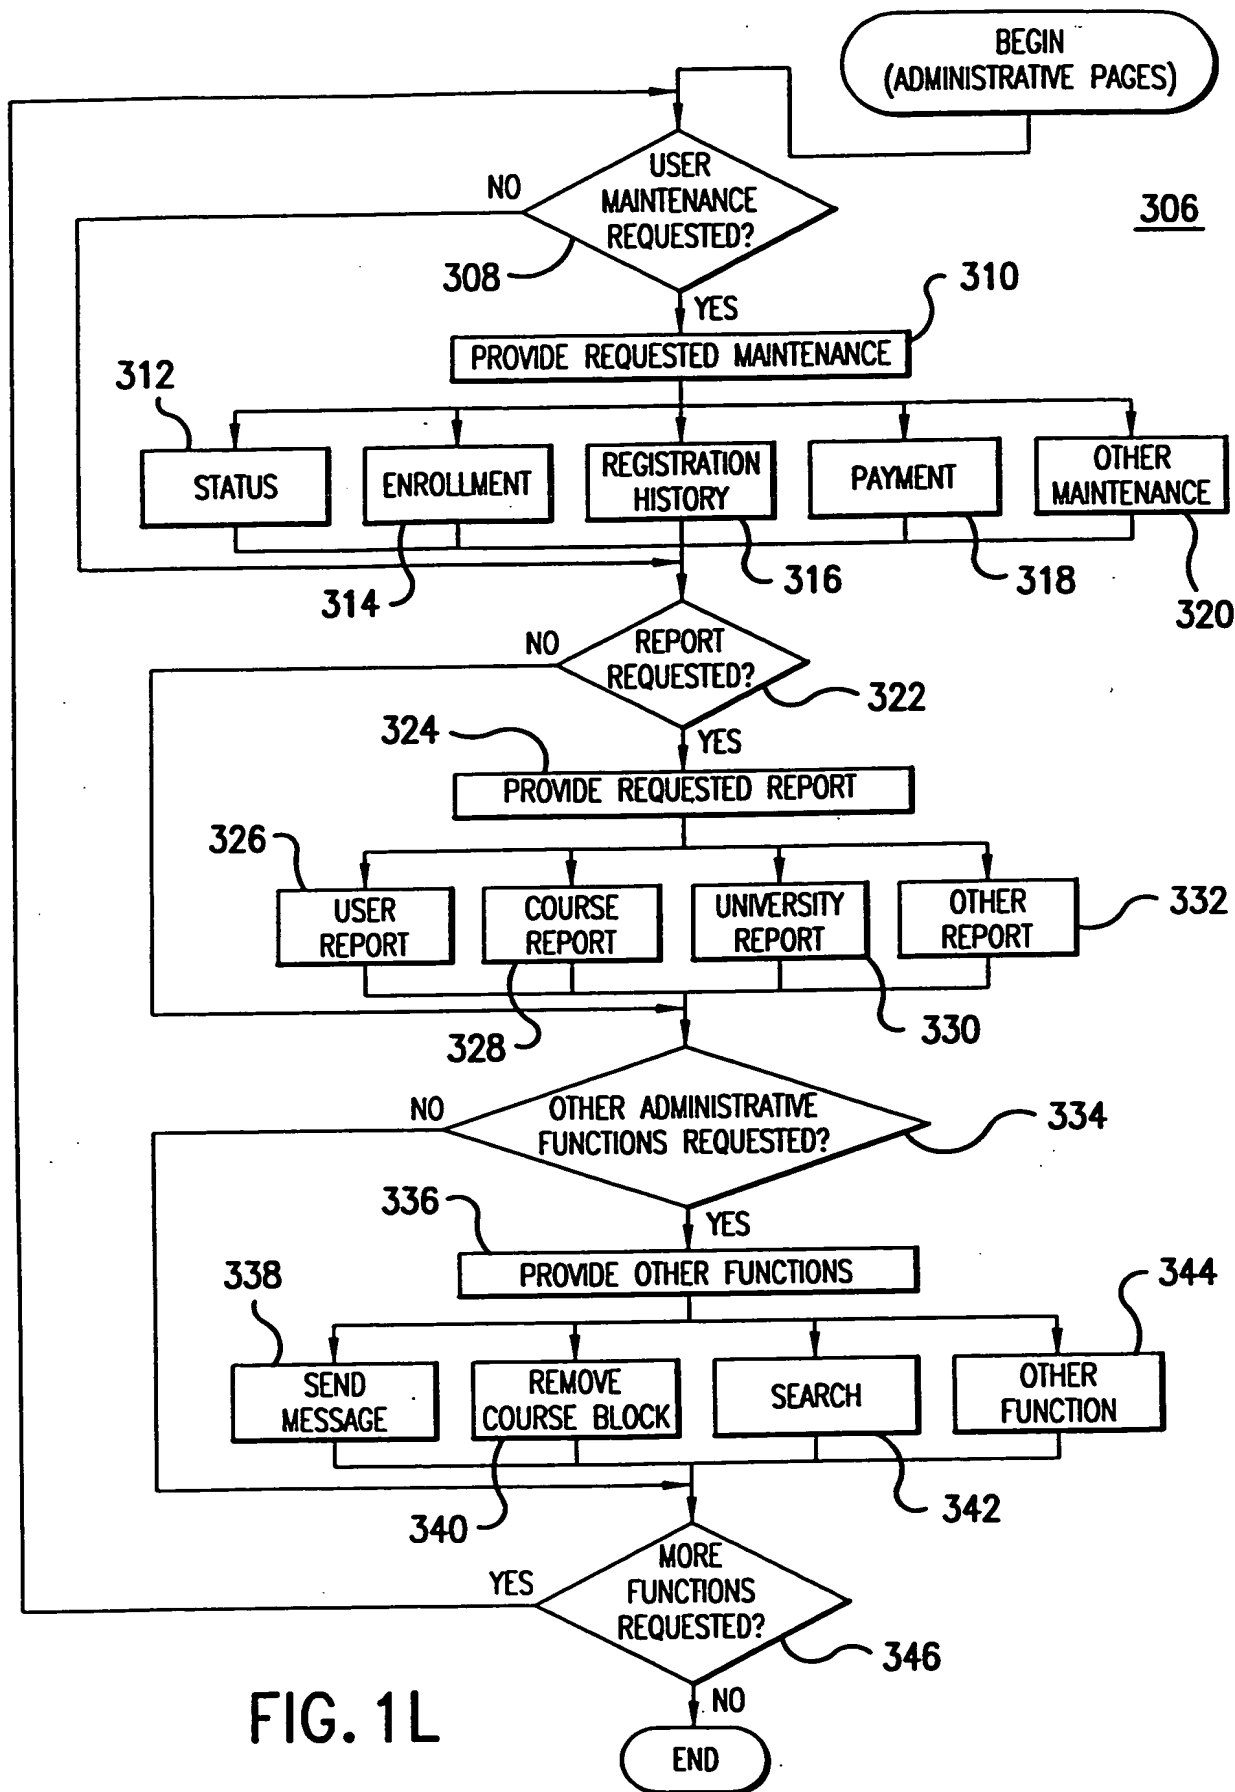 BEGIN
(ADMINISTRATIVE PAGES)
306
USER
MAINTENANCE
REQUESTED?
NO
308
YES
310
PROVIDE REQUESTED MAINTENANCE
312
STATUS
ENROLLMENT
REGISTRATION
HISTORY
PAYMENT
OTHER
MAINTENANCE
314
316
318
320
REPORT
REQUESTED?
NO
322
YES
324
PROVIDE REQUESTED REPORT
326
USER
REPORT
COURSE
REPORT
UNIVERSITY
REPORT
OTHER
REPORT
332
328
330
OTHER ADMINISTRATIVE
FUNCTIONS REQUESTED?
NO
334
YES
336
PROVIDE OTHER FUNCTIONS
338
344
SEND
MESSAGE
REMOVE
COURSE BLOCK
SEARCH
OTHER
FUNCTION
340
342
MORE
FUNCTIONS
REQUESTED?
YES
346
NO
END
FIG. 1L